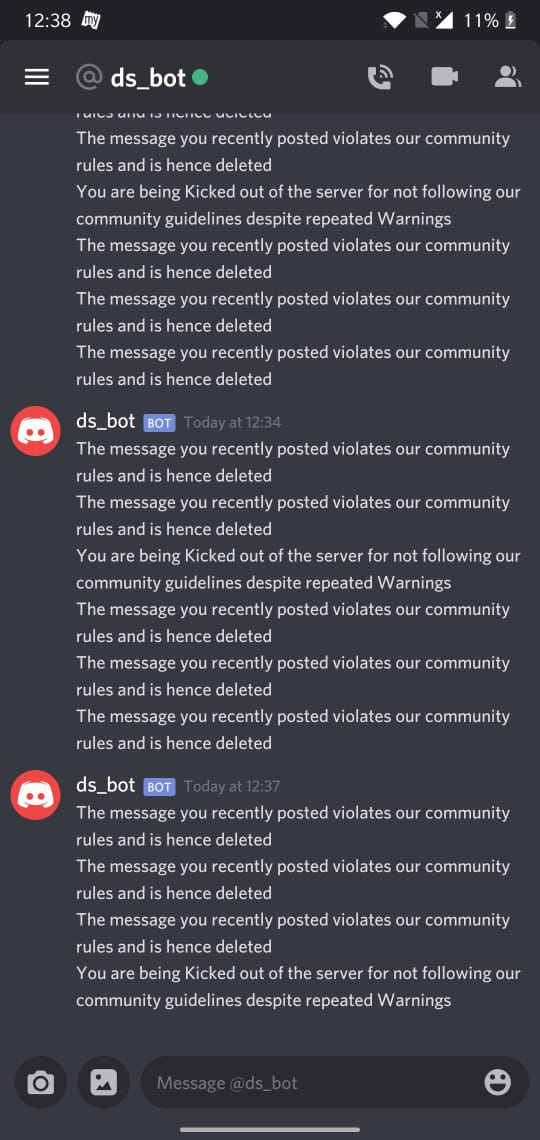 12:38 my 11%
@ ds_bot
rules and is hence deleted
The message you recently posted violates our community
rules and is hence deleted
You are being Kicked out of the server for not following our
community guidelines despite repeated Warnings
The message you recently posted violates our community
rules and is hence deleted
The message you recently posted violates our community
rules and is hence deleted
The message you recently posted violates our community
rules and is hence deleted
ds_bot BOT Today at 12:34
The message you recently posted violates our community
rules and is hence deleted
The message you recently posted violates our community
rules and is hence deleted
You are being Kicked out of the server for not following our
community guidelines despite repeated Warnings
The message you recently posted violates our community
rules and is hence deleted
The message you recently posted violates our community
rules and is hence deleted
The message you recently posted violates our community
rules and is hence deleted
ds_bot BOT Today at 12:37
The message you recently posted violates our community
rules and is hence deleted
The message you recently posted violates our community
rules and is hence deleted
The message you recently posted violates our community
rules and is hence deleted
You are being Kicked out of the server for not following our
community guidelines despite repeated Warnings
Message @ds_bot